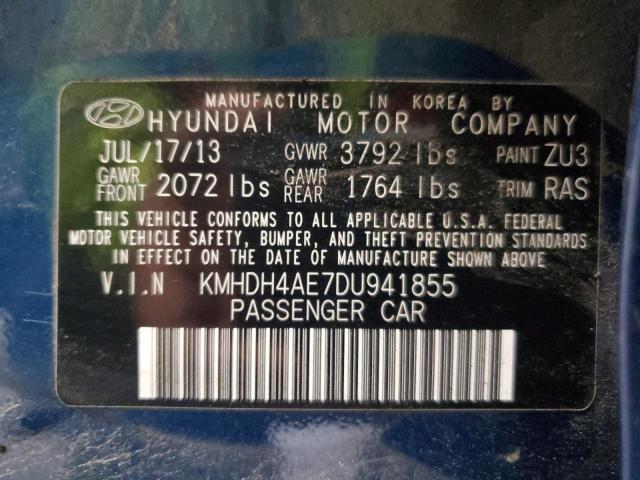 MANUFACTURED IN KOREA BY
HYUNDAI MOTOR COMPANY
JUL/17/13 GVWR 3792 lbs PAINT ZU3
GAWR FRONT 2072 lbs GAWR REAR 1764 lbs TRIM RAS
THIS VEHICLE CONFORMS TO ALL APPLICABLE U.S.A. FEDERAL
MOTOR VEHICLE SAFETY, BUMPER, AND THEFT PREVENTION STANDARDS
IN EFFECT ON THE DATE OF MANUFACTURE SHOWN ABOVE.
V.I.N KMHDH4AE7DU941855
PASSENGER CAR